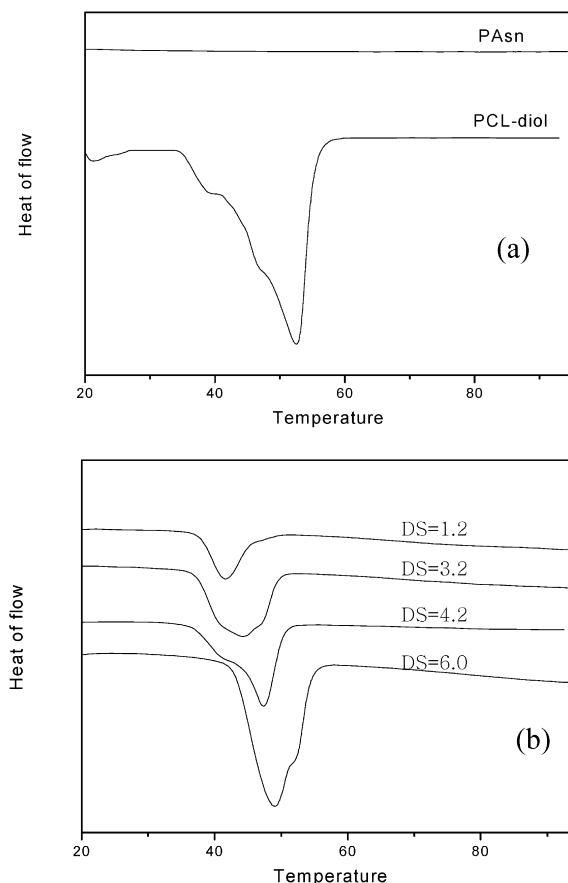 PAsn
PCL-diol
Heat of flow
(a)
20 40 60 80
Temperature
DS=1.2
DS=3.2
DS=4.2
DS=6.0
Heat of flow
(b)
20 40 60 80
Temperature